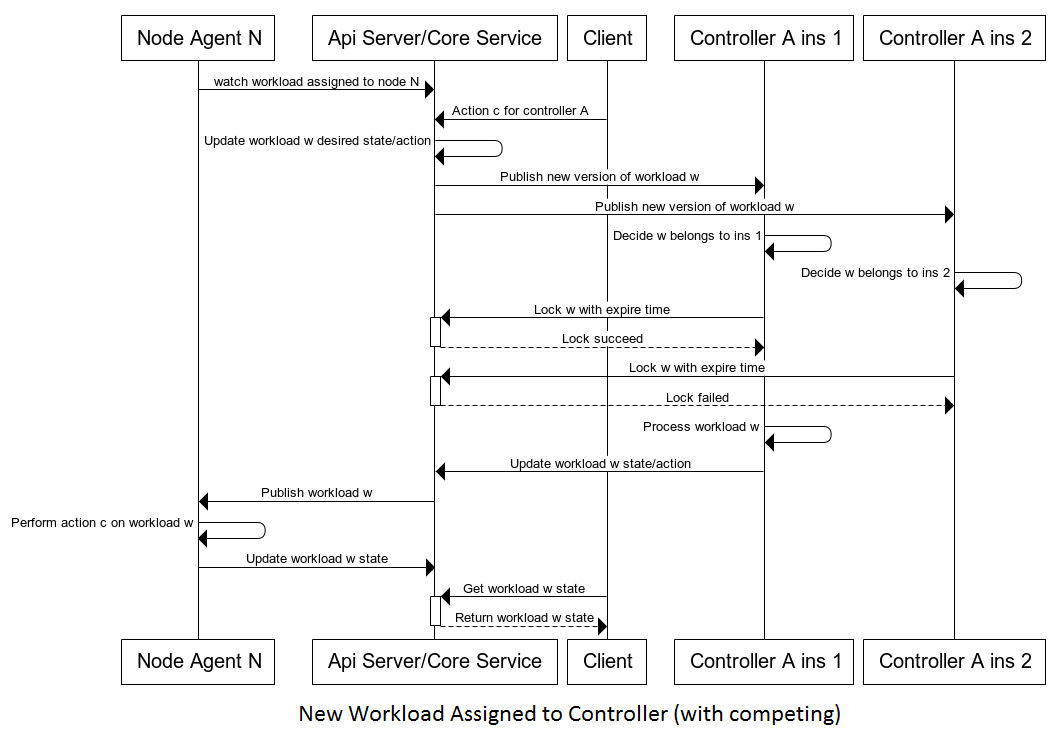 Node Agent N
Api Server/Core Service
Client
Controller A ins 1
Controller A ins 2
watch workload assigned to node N
Action c for controller A
Update workload w desired state/action
Publish new version of workload w
Publish new version of workload w
Decide w belongs to ins 1
Decide w belongs to ins 2
Lock w with expire time
Lock succeed
Lock w with expire time
Lock failed
Process workload w
Update workload w state/action
Publish workload w
Perform action c on workload w
Update workload w state
Get workload w state
Return workload w state
Node Agent N
Api Server/Core Service
Client
Controller A ins 1
Controller A ins 2
New Workload Assigned to Controller (with competing)